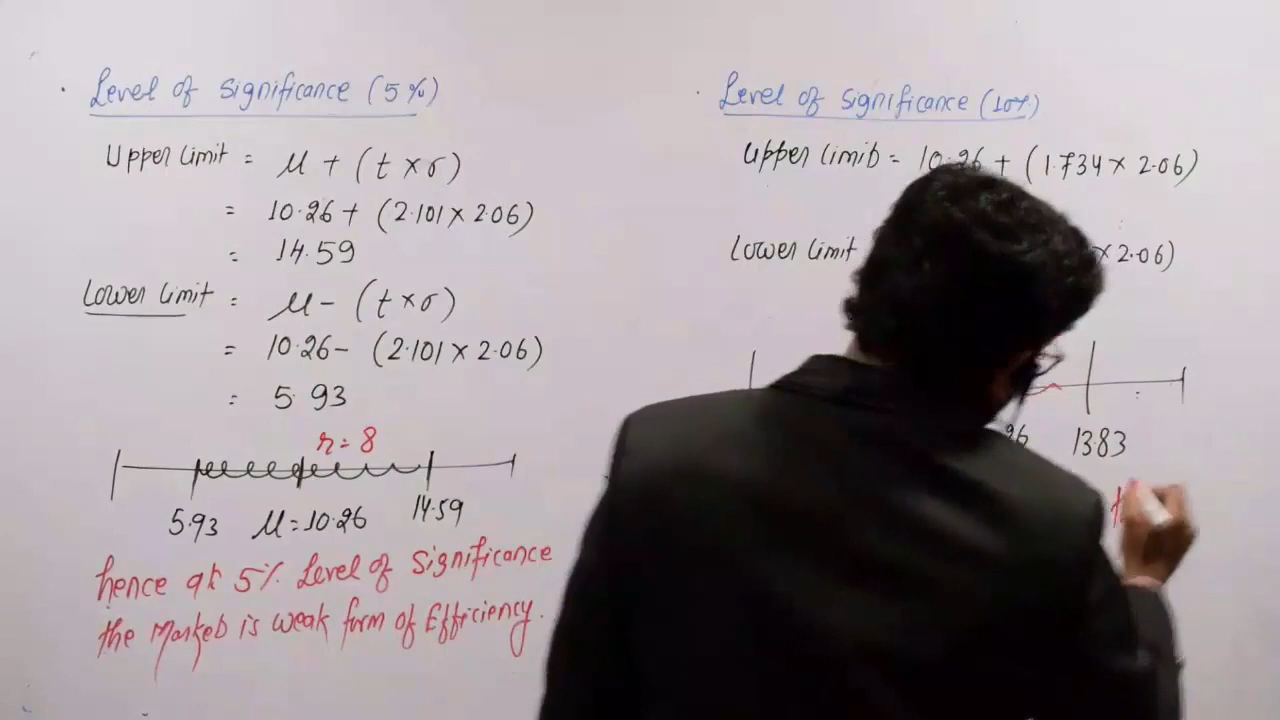 Level of Significance (5%)
Upper Limit = μ + (t × σ)
= 10.26 + (2.101 × 2.06)
= 14.59
Lower Limit = μ - (t × σ)
= 10.26 - (2.101 × 2.06)
= 5.93
r = 8
5.93 μ = 10.26 14.59
hence at 5% Level of Significance
the Market is weak form of Efficiency.
Level of Significance (10%)
Upper Limit = 10.26 + (1.734 × 2.06)
Lower Limit × 2.06)
13.83